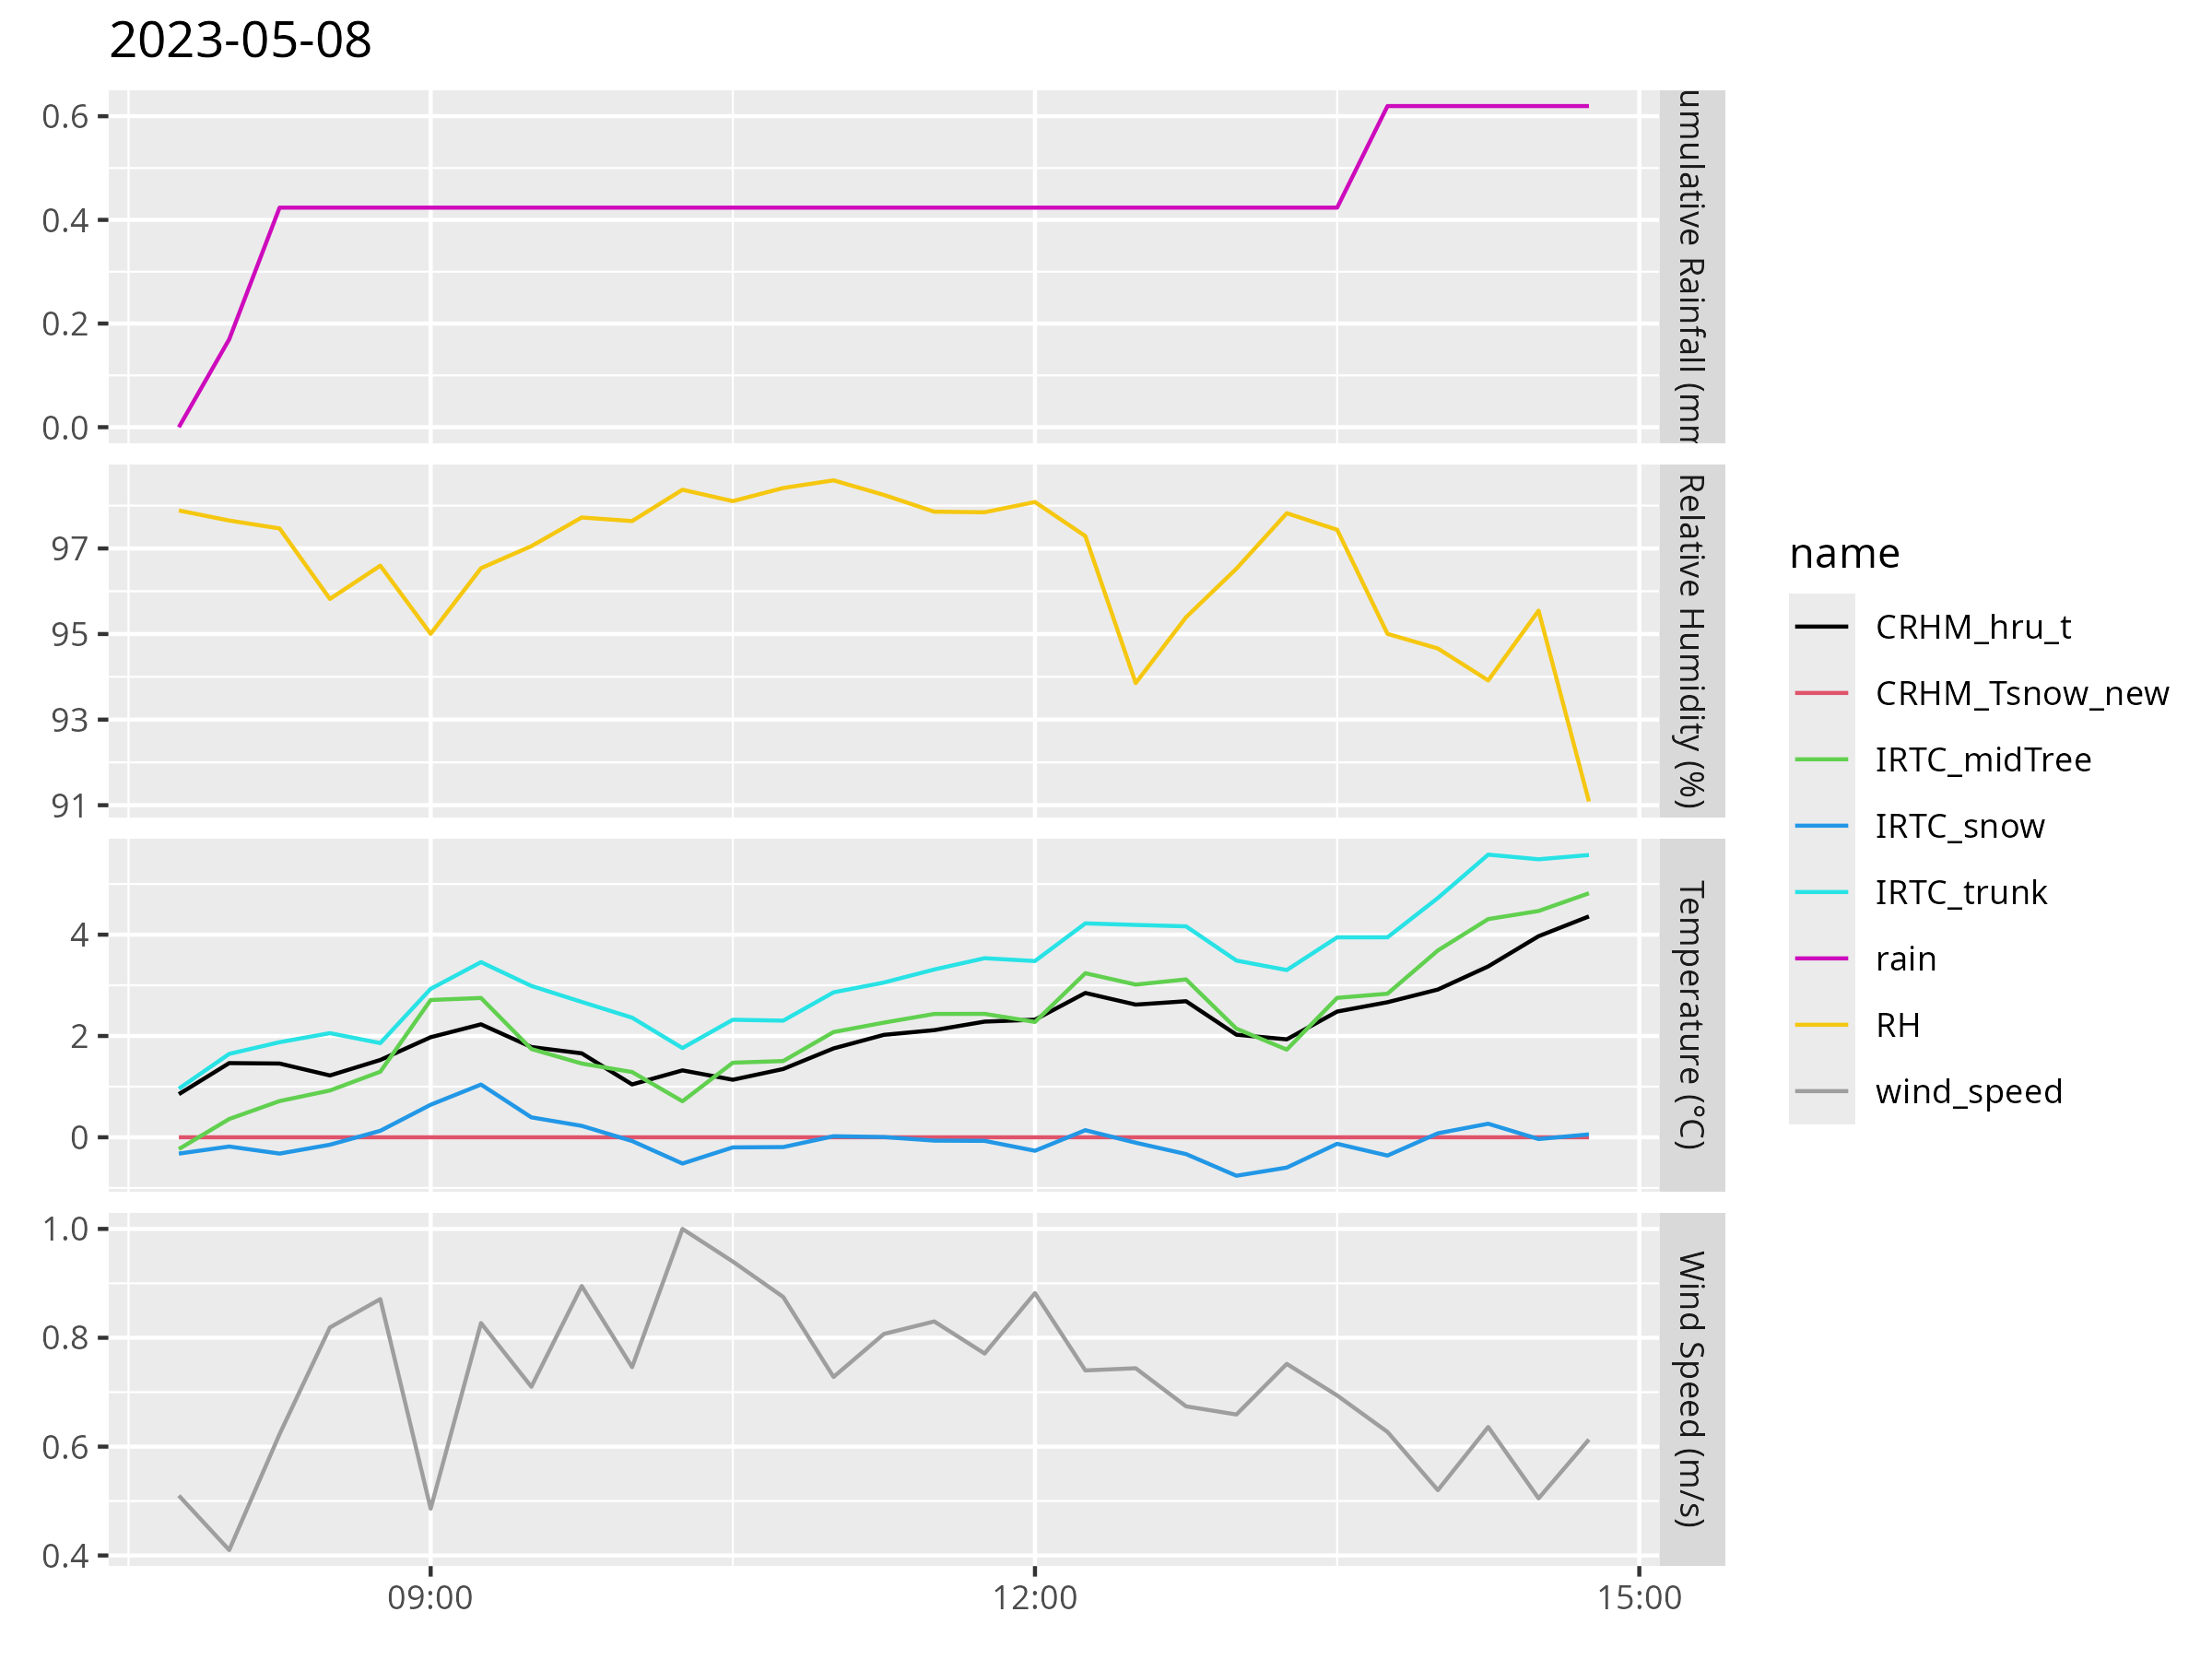 2023-05-08
0.6
0.4
0.2
0.0
umulative Rainfall (mm
97
95
93
91
Relative Humidity (%)
4
2
0
Temperature (°C)
1.0
0.8
0.6
0.4
Wind Speed (m/s)
09:00
12:00
15:00
name
CRHM_hru_t
CRHM_Tsnow_new
IRTC_midTree
IRTC_snow
IRTC_trunk
rain
RH
wind_speed